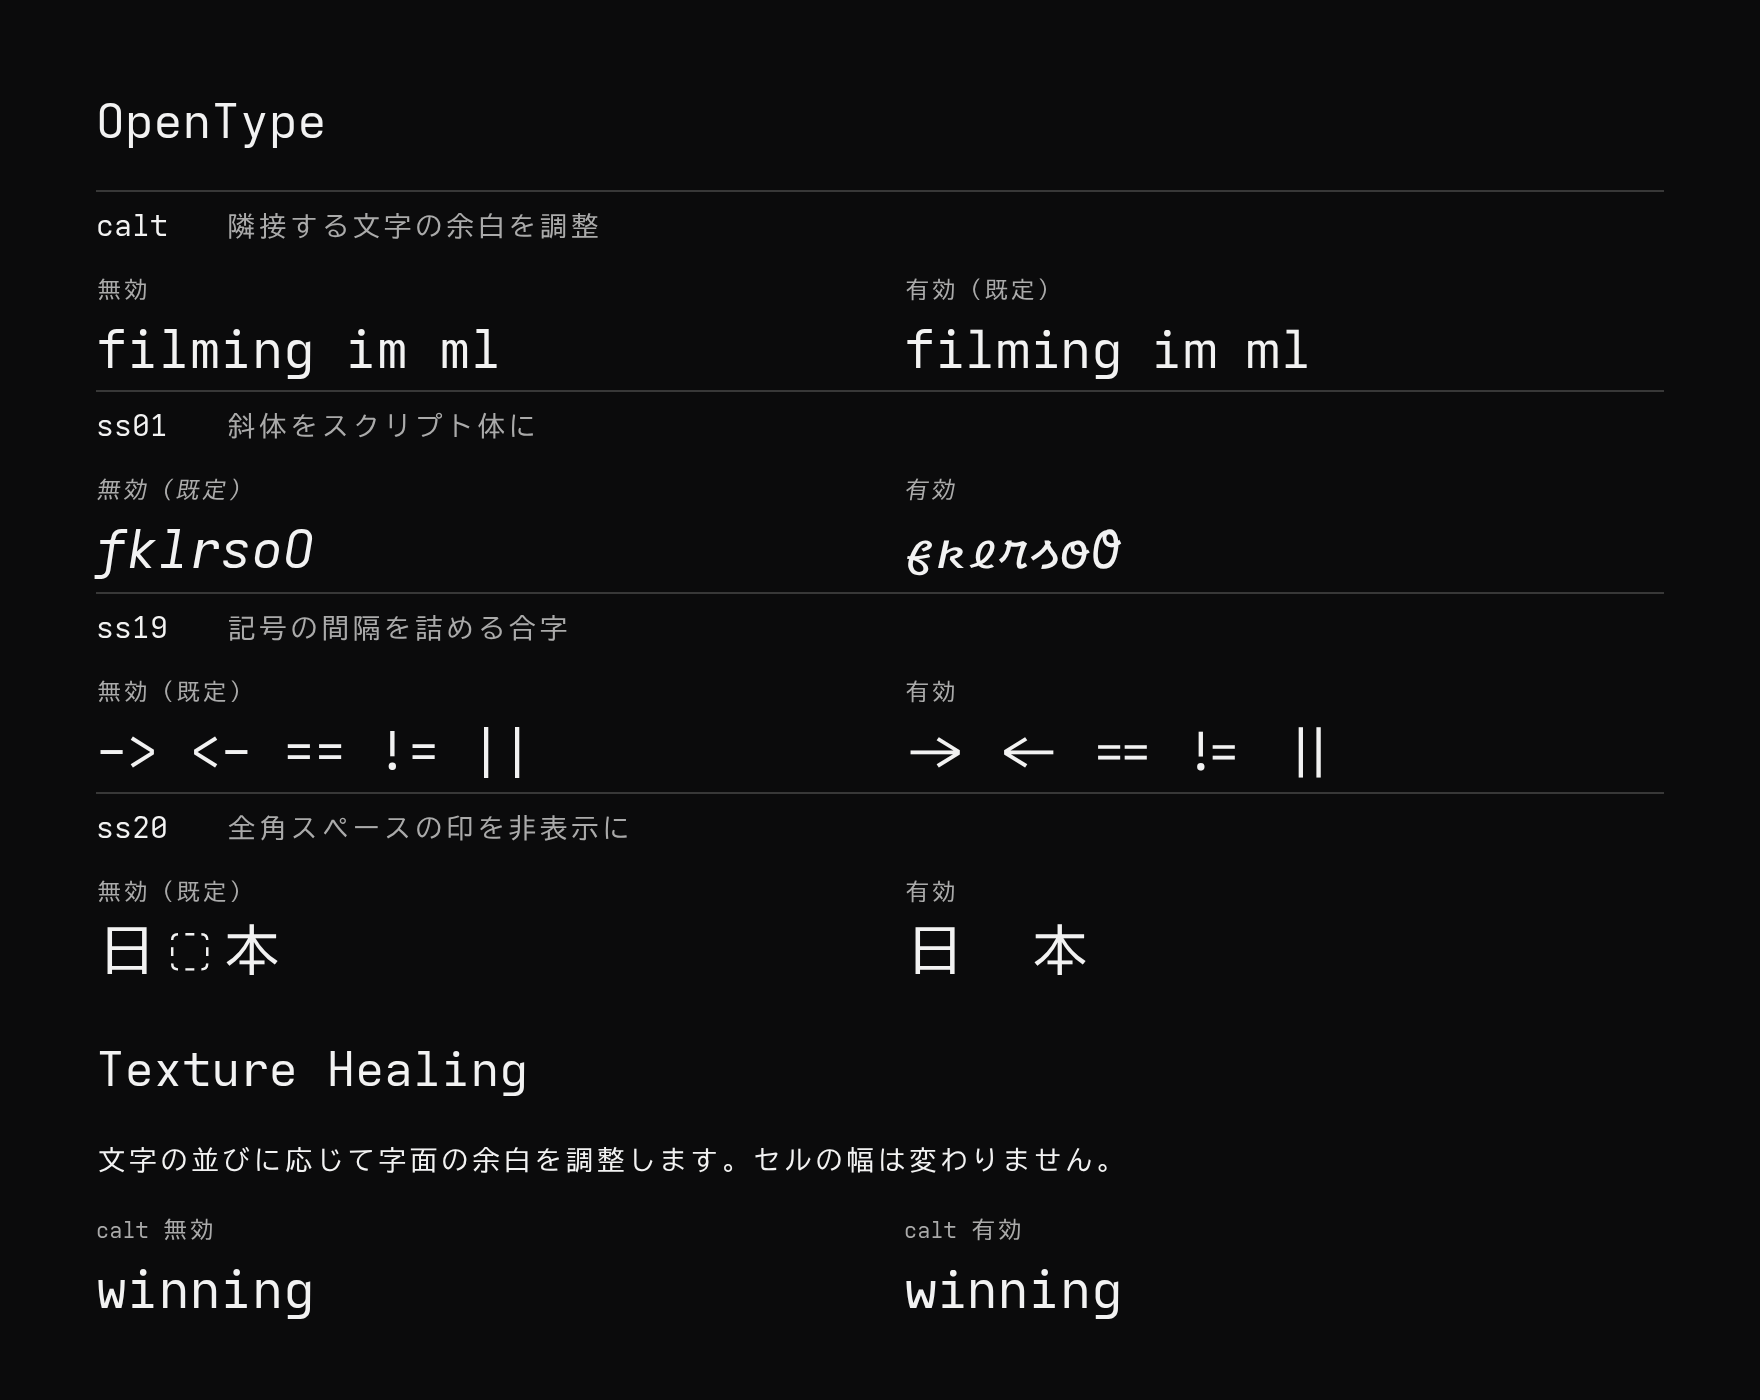 OpenType
calt 隣接する文字の余白を調整
無効 有効（既定）
filming im ml filming im ml
ss01 斜体をスクリプト体に
無効（既定） 有効
fklrsoO fklrsoO
ss19 記号の間隔を詰める合字
無効（既定） 有効
-> <- == != || -> <- == != ||
ss20 全角スペースの印を非表示に
無効（既定） 有効
日　本 日　本
Texture Healing
文字の並びに応じて字面の余白を調整します。セルの幅は変わりません。
calt 無効 calt 有効
winning winning